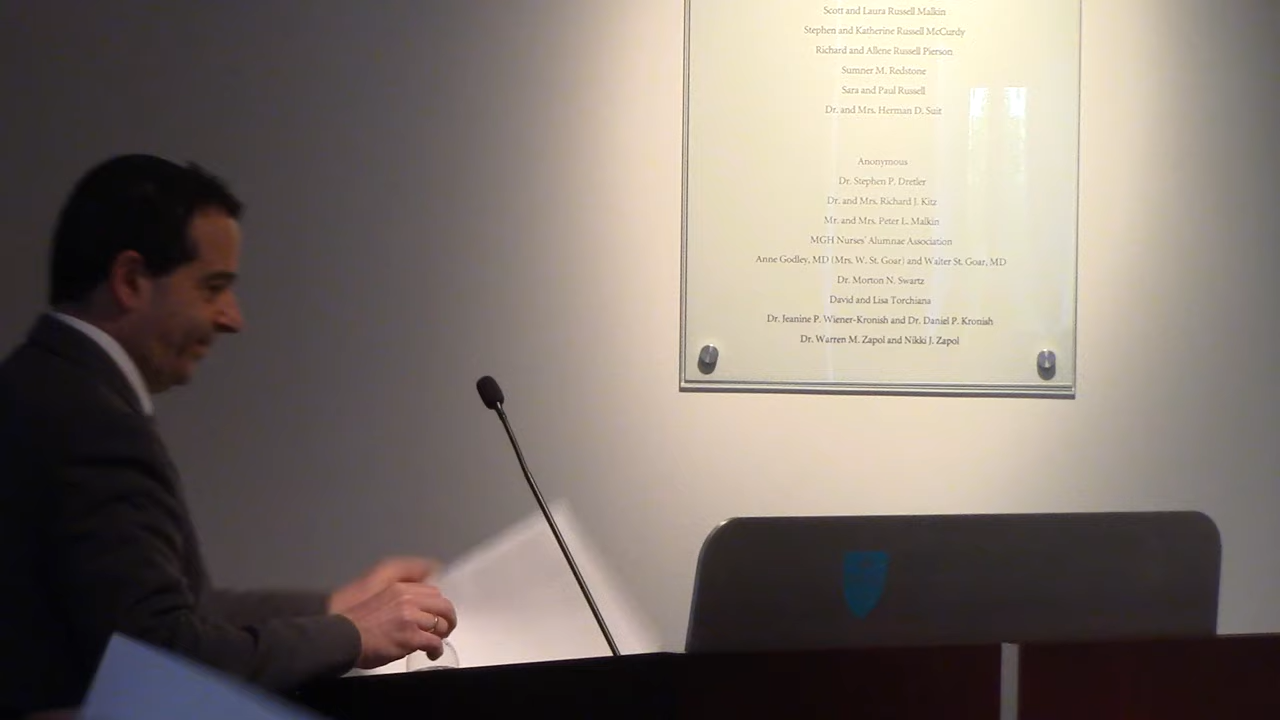 Scott and Laura Russell Malkin
Stephen and Katherine Russell McCurdy
Richard and Allene Russell Pierson
Sumner M. Redstone
Sara and Paul Russell
Dr. and Mrs. Herman D. Suit
Anonymous
Dr. Stephen P. Dretler
Dr. and Mrs. Richard J. Kitz
Mr. and Mrs. Peter L. Malkin
MGH Nurses' Alumnae Association
Anne Godley, MD (Mrs. W. St. Goar) and Walter St. Goar, MD
Dr. Morton N. Swartz
David and Lisa Torchiana
Dr. Jeanine P. Wiener-Kronish and Dr. Daniel P. Kronish
Dr. Warren M. Zapol and Nikki J. Zapol